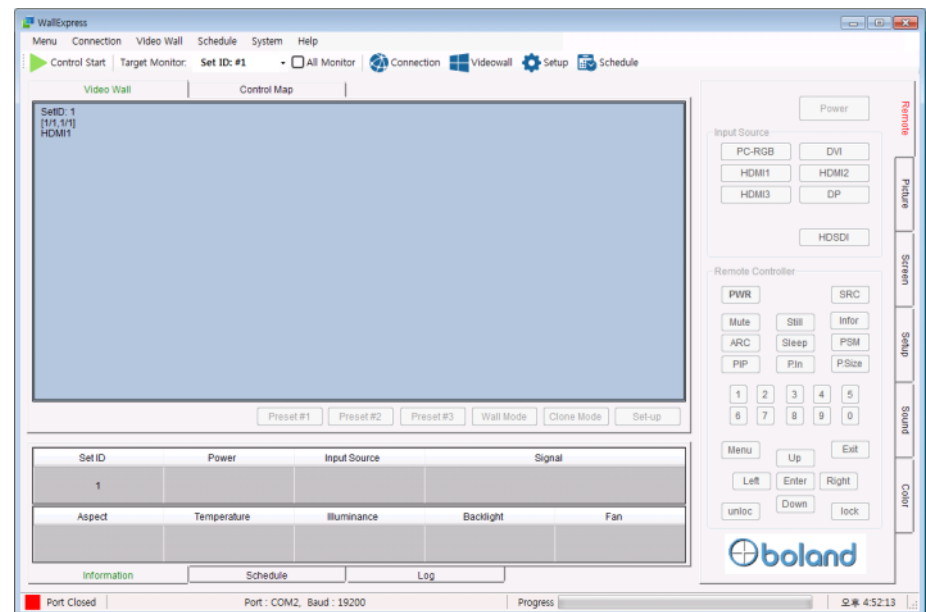 WallExpress
Menu Connection Video Wall Schedule System Help
Control Start Target Monitor: Set ID: #1 All Monitor Connection Videowall Setup Schedule
Video Wall Control Map
SetID: 1
[1/1,1/1]
HDMI1
Preset #1 Preset #2 Preset #3 Wall Mode Clone Mode Set-up
Set ID Power Input Source Signal
1
Aspect Temperature Illuminance Backlight Fan
Information Schedule Log
Power
Input Source
PC-RGB DVI
HDMI1 HDMI2
HDMI3 DP
HDSDI
Remote Controller
PWR SRC
Mute Still Infor
ARC Sleep PSM
PIP P.In P.Size
1 2 3 4 5
6 7 8 9 0
Menu Up Exit
Left Enter Right
unloc Down lock
boland
Remote
Picture
Screen
Setup
Sound
Color
Port Closed Port : COM2, Baud : 19200 Progress 오후 4:52:13